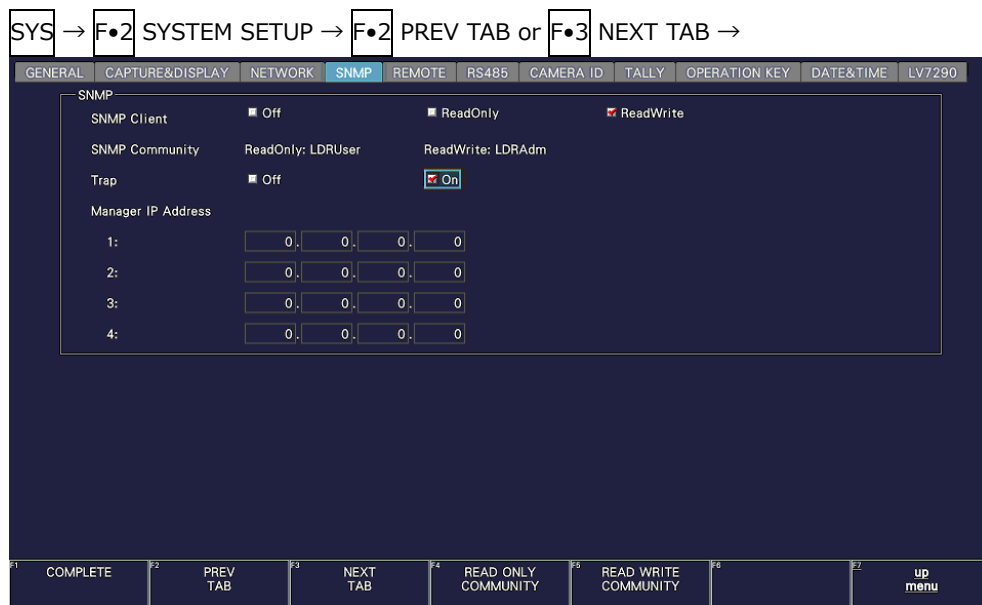 SYS → F•2 SYSTEM SETUP → F•2 PREV TAB or F•3 NEXT TAB →
GENERAL CAPTURE&DISPLAY NETWORK SNMP REMOTE RS485 CAMERA ID TALLY OPERATION KEY DATE&TIME LV7290
SNMP
SNMP Client Off ReadOnly ReadWrite
SNMP Community ReadOnly: LDRUser ReadWrite: LDRAdm
Trap Off On
Manager IP Address
1: 0. 0. 0. 0
2: 0. 0. 0. 0
3: 0. 0. 0. 0
4: 0. 0. 0. 0
F1 COMPLETE F2 PREV TAB F3 NEXT TAB F4 READ ONLY COMMUNITY F5 READ WRITE COMMUNITY F6 F7 up menu